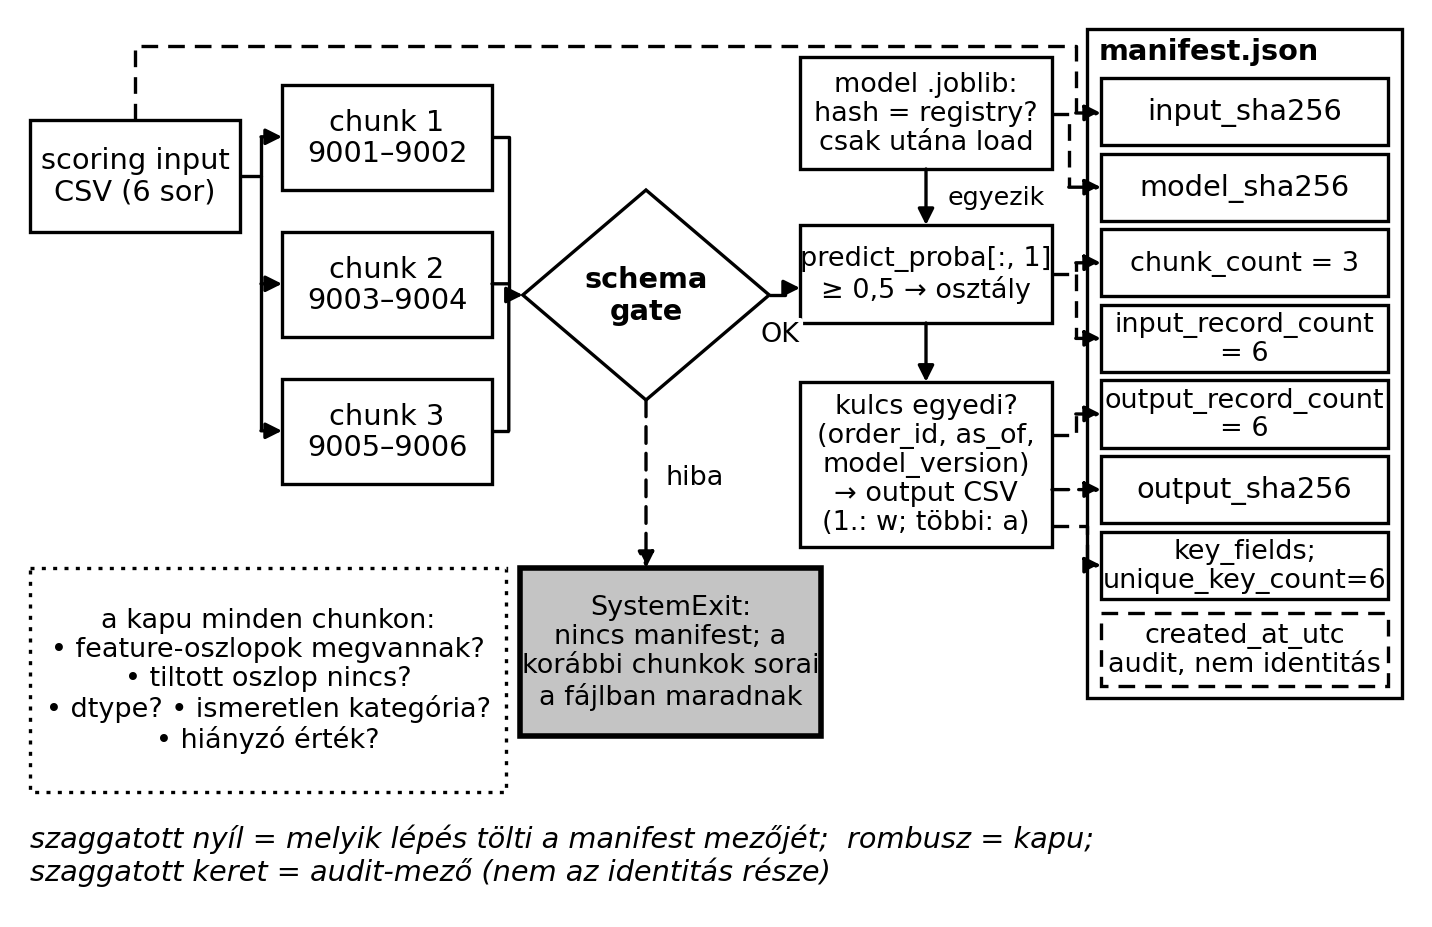 scoring input
CSV (6 sor)
chunk 1
9001–9002
chunk 2
9003–9004
chunk 3
9005–9006
schema
gate
OK
hiba
model .joblib:
hash = registry?
csak utána load
egyezik
predict_proba[:, 1]
≥ 0,5 → osztály
kulcs egyedi?
(order_id, as_of,
model_version)
→ output CSV
(1.: w; többi: a)
manifest.json
input_sha256
model_sha256
chunk_count = 3
input_record_count
= 6
output_record_count
= 6
output_sha256
key_fields;
unique_key_count=6
created_at_utc
audit, nem identitás
a kapu minden chunkon:
• feature-oszlopok megvannak?
• tiltott oszlop nincs?
• dtype? • ismeretlen kategória?
• hiányzó érték?
SystemExit:
nincs manifest; a
korábbi chunkok sorai
a fájlban maradnak
szaggatott nyíl = melyik lépés tölti a manifest mezőjét;  rombusz = kapu;
szaggatott keret = audit-mező (nem az identitás része)